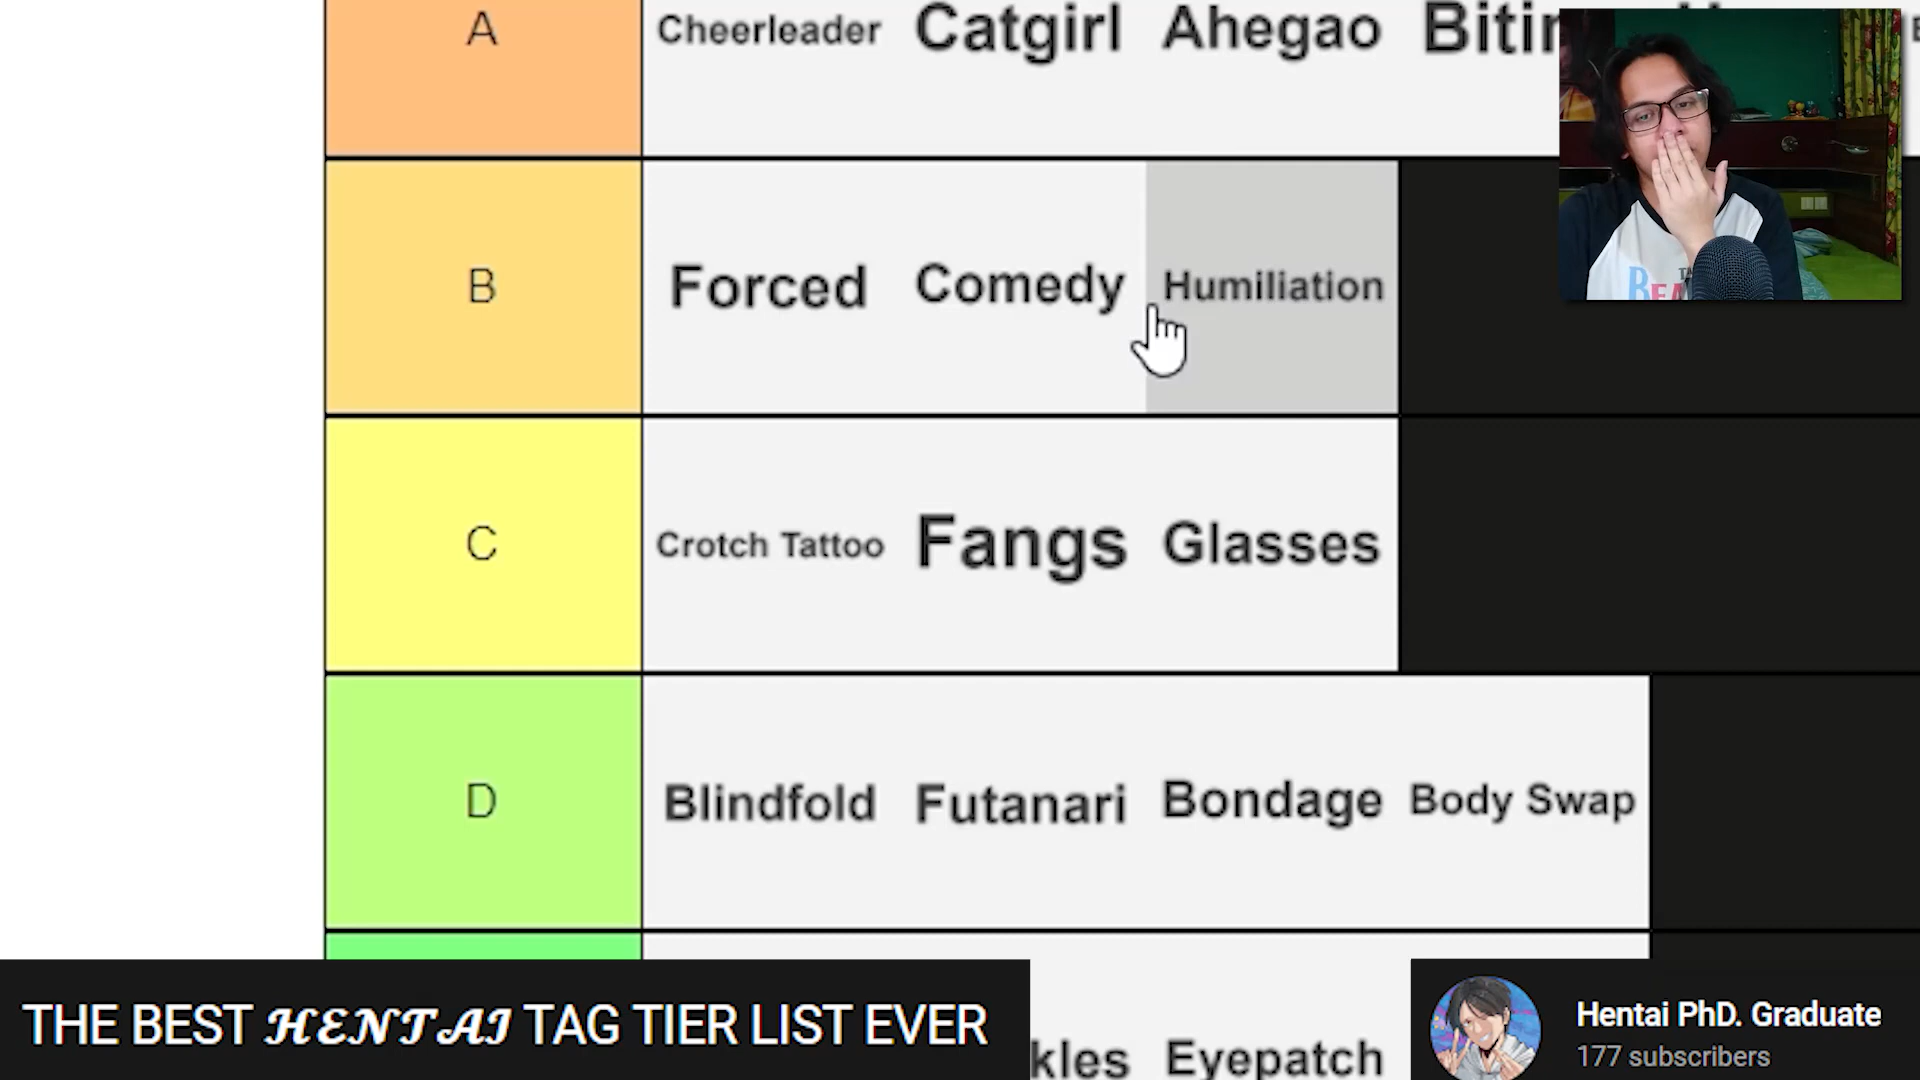 A
Cheerleader Catgirl Ahegao
B
Forced Comedy Humiliation
C
Crotch Tattoo Fangs Glasses
D
Blindfold Futanari Bondage Body Swap
Eyepatch
THE BEST 𝓗𝓔𝓝𝓣𝓐𝓘 TAG TIER LIST EVER
Hentai PhD. Graduate
177 subscribers